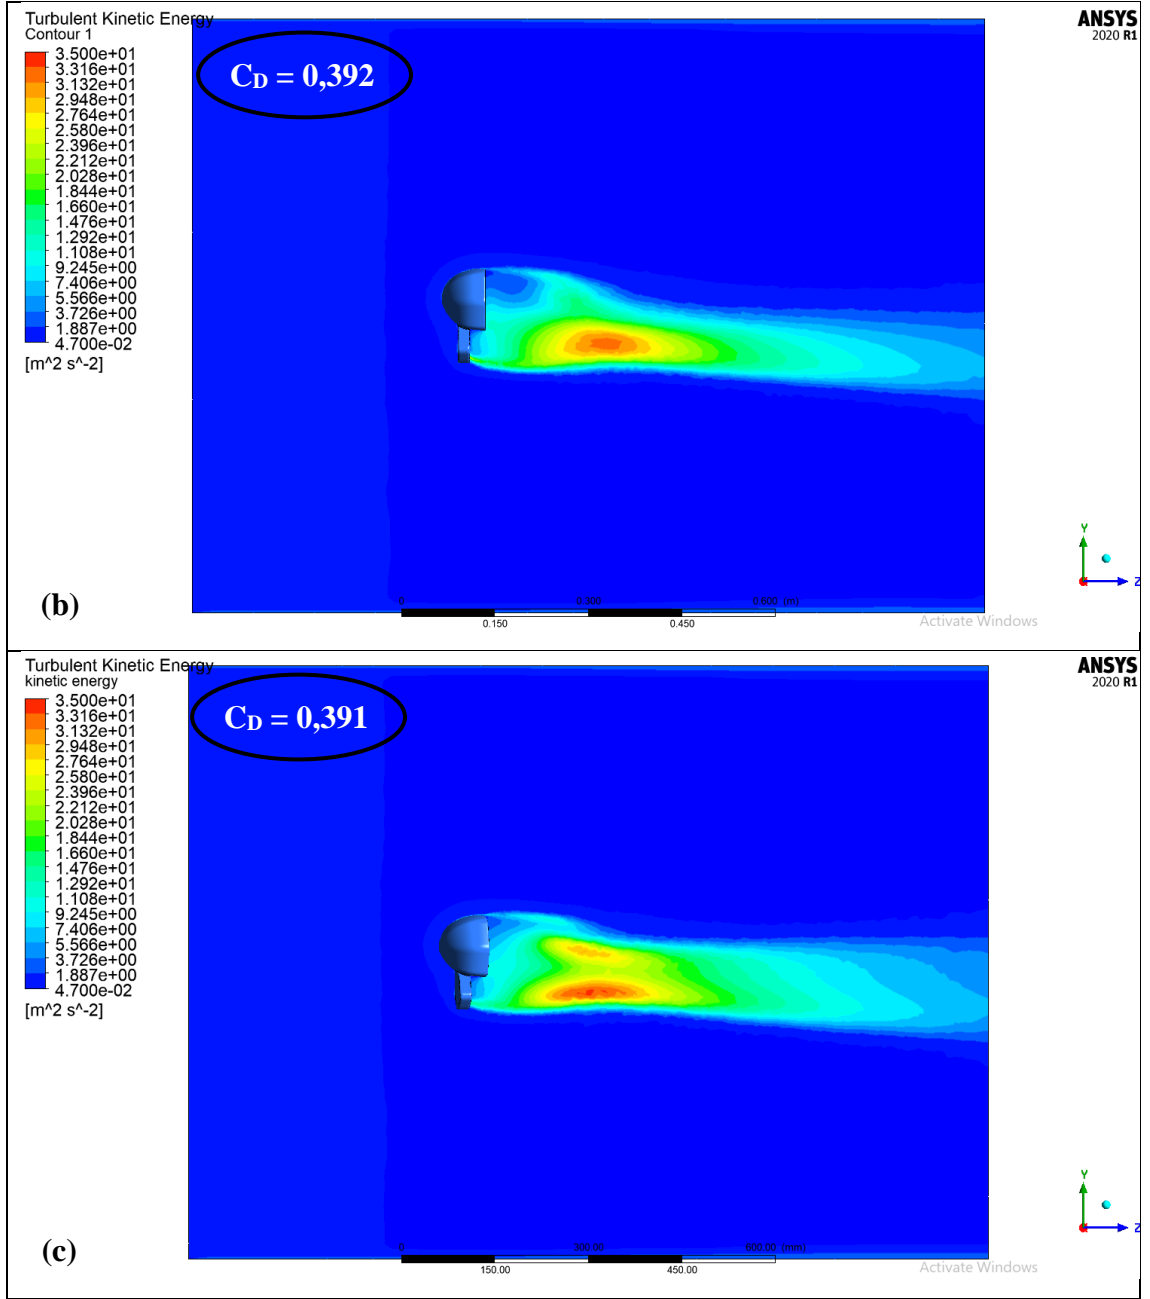 Turbulent Kinetic Energy
Contour 1
ANSYS
2020 R1
C_D = 0,392
3.500e+01
3.316e+01
3.132e+01
2.948e+01
2.764e+01
2.580e+01
2.396e+01
2.212e+01
2.028e+01
1.844e+01
1.660e+01
1.476e+01
1.292e+01
1.108e+01
9.245e+00
7.406e+00
5.566e+00
3.726e+00
1.887e+00
4.700e-02
[m^2 s^-2]
Y
Z
(b)
0 0.300 0.600 (m)
0.150 0.450
Activate Windows
Turbulent Kinetic Energy
kinetic energy
ANSYS
2020 R1
C_D = 0,391
3.500e+01
3.316e+01
3.132e+01
2.948e+01
2.764e+01
2.580e+01
2.396e+01
2.212e+01
2.028e+01
1.844e+01
1.660e+01
1.476e+01
1.292e+01
1.108e+01
9.245e+00
7.406e+00
5.566e+00
3.726e+00
1.887e+00
4.700e-02
[m^2 s^-2]
Y
Z
(c)
0 300.00 600.00 (mm)
150.00 450.00
Activate Windows